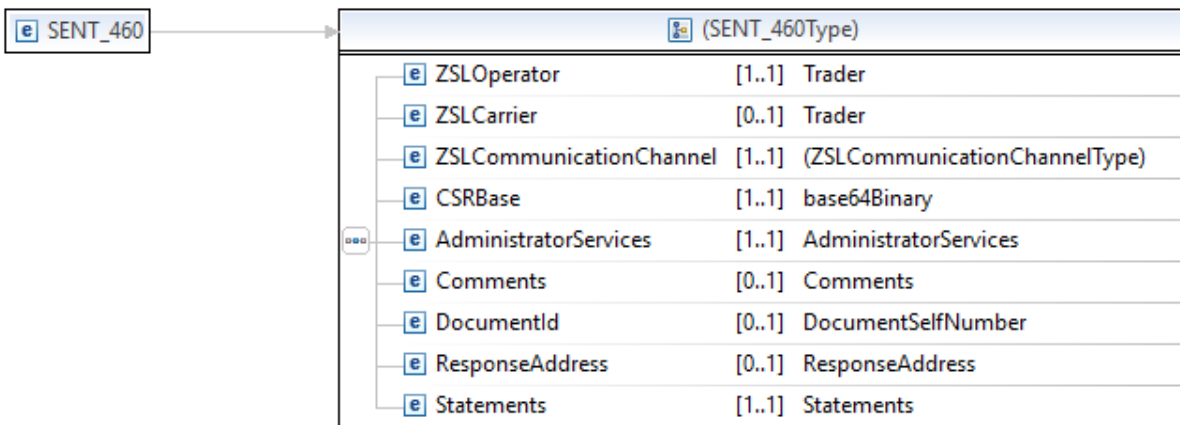 e SENT_460
(SENT_460Type)
e ZSLOperator [1..1] Trader
e ZSLCarrier [0..1] Trader
e ZSLCommunicationChannel [1..1] (ZSLCommunicationChannelType)
e CSRBase [1..1] base64Binary
e AdministratorServices [1..1] AdministratorServices
e Comments [0..1] Comments
e DocumentId [0..1] DocumentSelfNumber
e ResponseAddress [0..1] ResponseAddress
e Statements [1..1] Statements